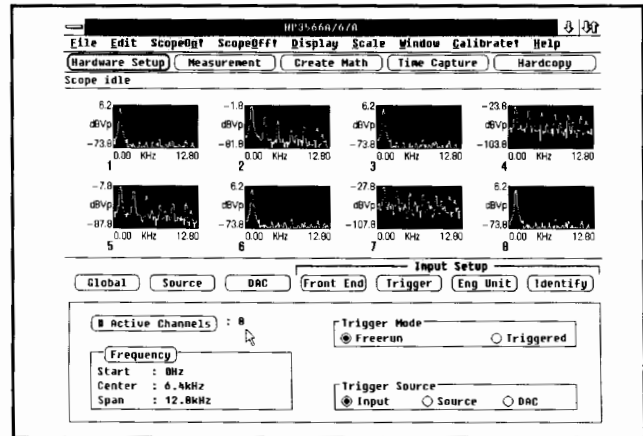 HP3566A/67A
File Edit ScopeOn! ScopeOff! Display Scale Window Calibrate! Help
Hardware Setup Measurement Create Math Time Capture Hardcopy
Scope idle
6.2 dBVp -73.8 0.00 KHz 12.80 1
-1.8 dBVp -81.8 0.00 KHz 12.80 2
6.2 dBVp -73.8 0.00 KHz 12.80 3
-23.8 dBVp -103.8 0.00 KHz 12.80 4
-7.8 dBVp -87.8 0.00 KHz 12.80 5
6.2 dBVp -73.8 0.00 KHz 12.80 6
-27.8 dBVp -107.8 0.00 KHz 12.80 7
6.2 dBVp -73.8 0.00 KHz 12.80 8
Input Setup
Global Source DAC Front End Trigger Eng Unit Identify
# Active Channels : 8
Frequency
Start : 0Hz
Center : 6.4kHz
Span : 12.8kHz
Trigger Mode
Freerun Triggered
Trigger Source
Input Source DAC